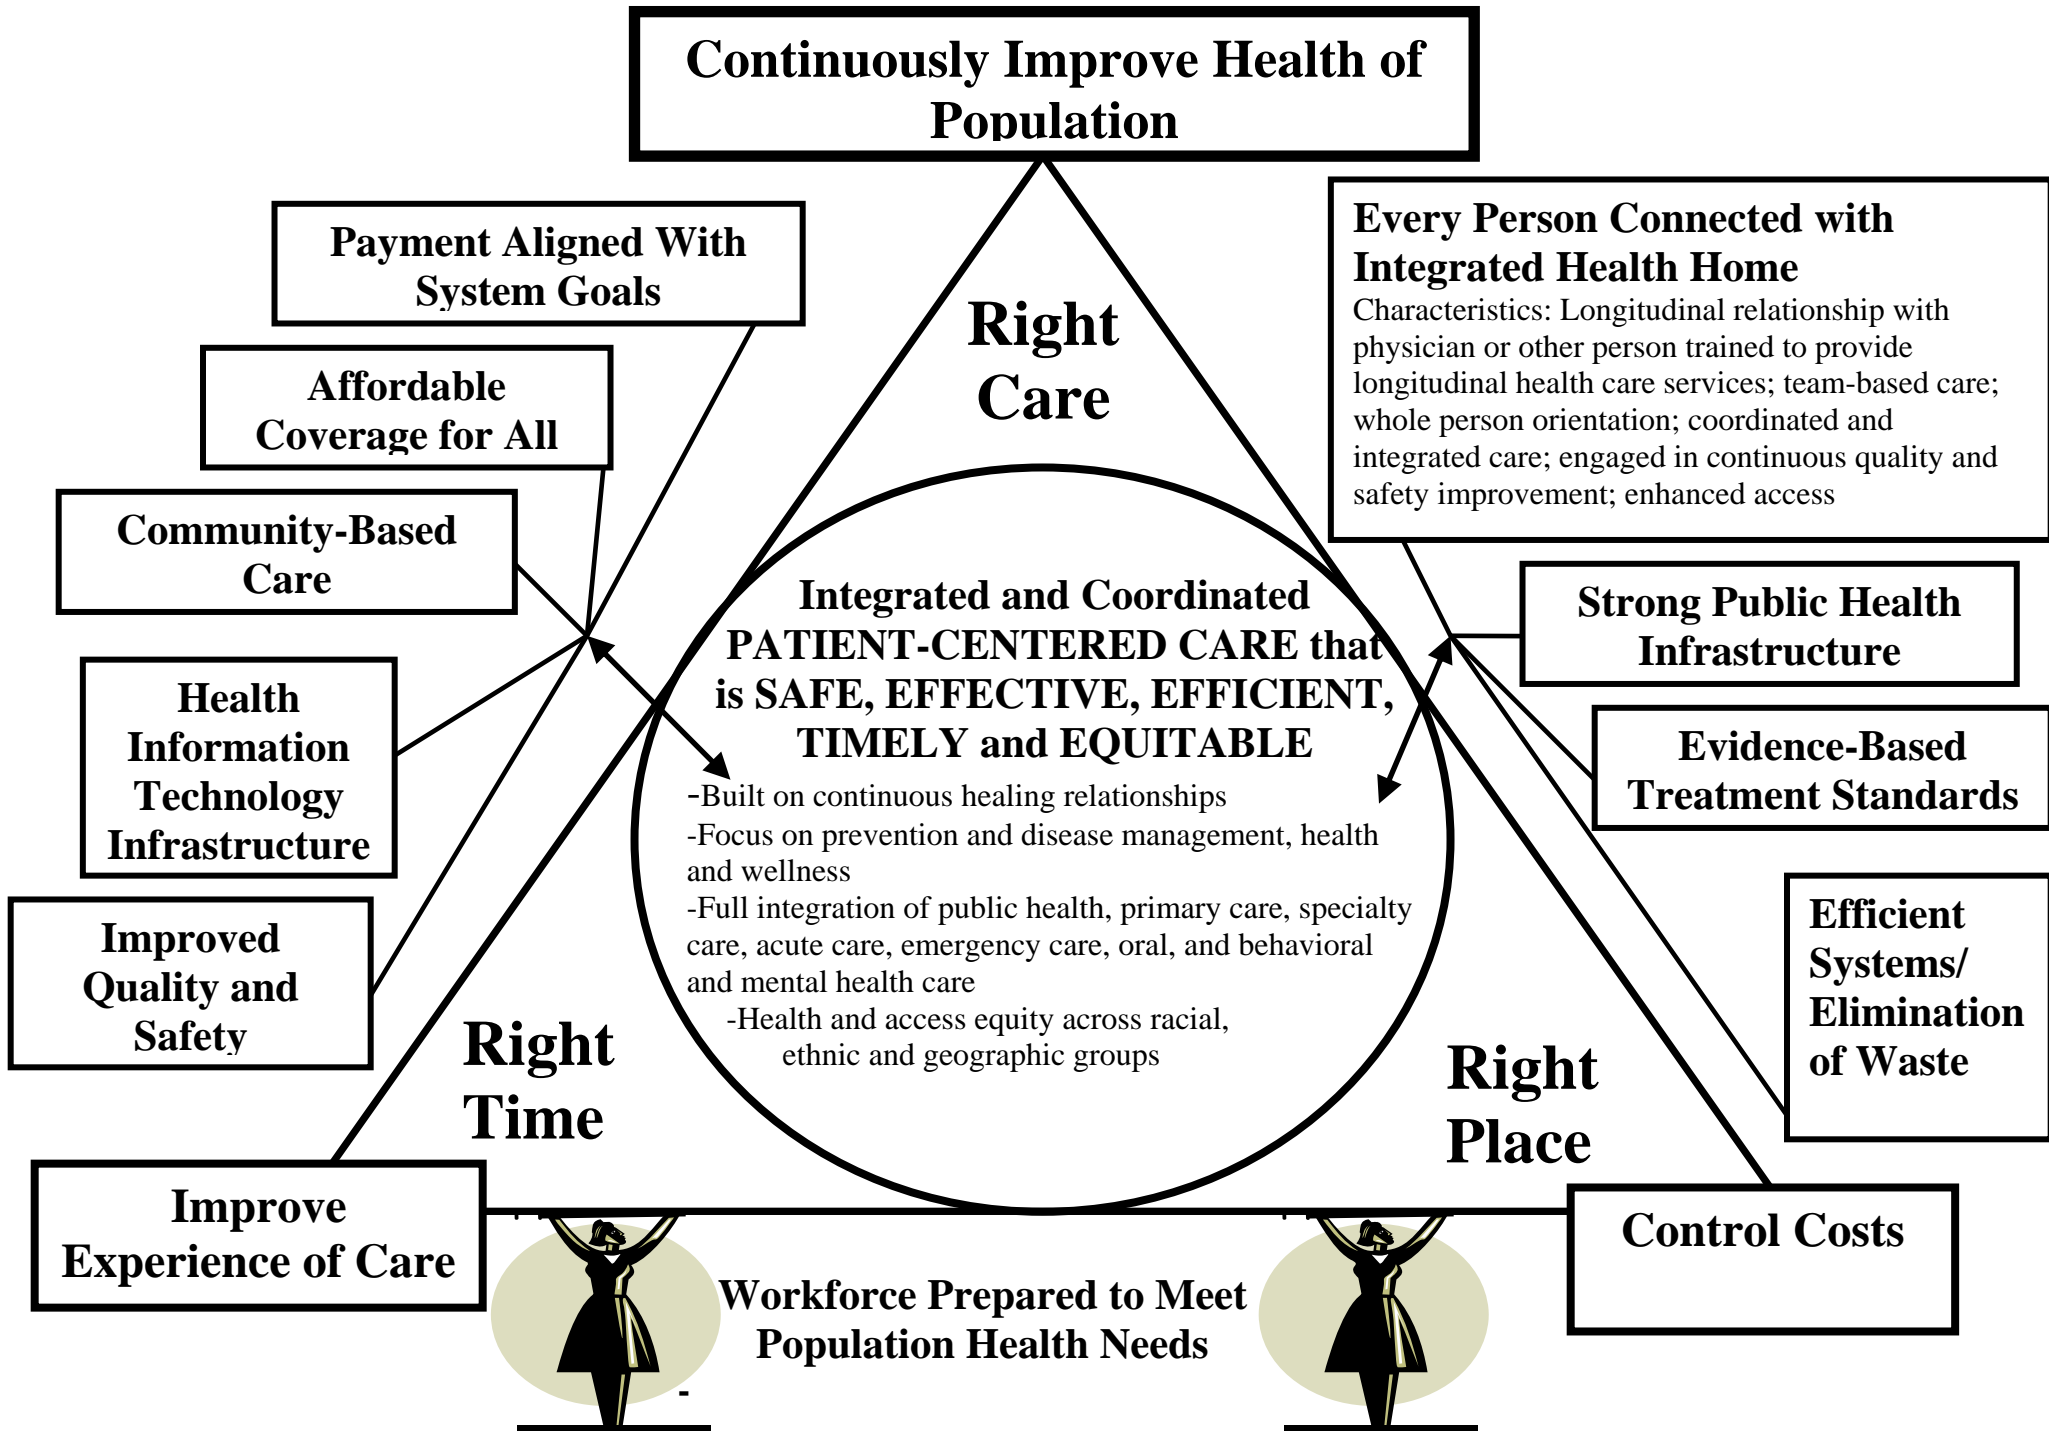 Continuously Improve Health of
Population
Payment Aligned With
System Goals
Affordable
Coverage for All
Community-Based
Care
Health
Information
Technology
Infrastructure
Improved
Quality and
Safety
Right
Care
Every Person Connected with
Integrated Health Home
Characteristics: Longitudinal relationship with
physician or other person trained to provide
longitudinal health care services; team-based care;
whole person orientation; coordinated and
integrated care; engaged in continuous quality and
safety improvement; enhanced access
Strong Public Health
Infrastructure
Evidence-Based
Treatment Standards
Efficient
Systems/
Elimination
of Waste
Integrated and Coordinated
PATIENT-CENTERED CARE that
is SAFE, EFFECTIVE, EFFICIENT,
TIMELY and EQUITABLE
-Built on continuous healing relationships
-Focus on prevention and disease management, health
and wellness
-Full integration of public health, primary care, specialty
care, acute care, emergency care, oral, and behavioral
and mental health care
-Health and access equity across racial,
ethnic and geographic groups
Right
Time
Right
Place
Improve
Experience of Care
Control Costs
Workforce Prepared to Meet
Population Health Needs
-